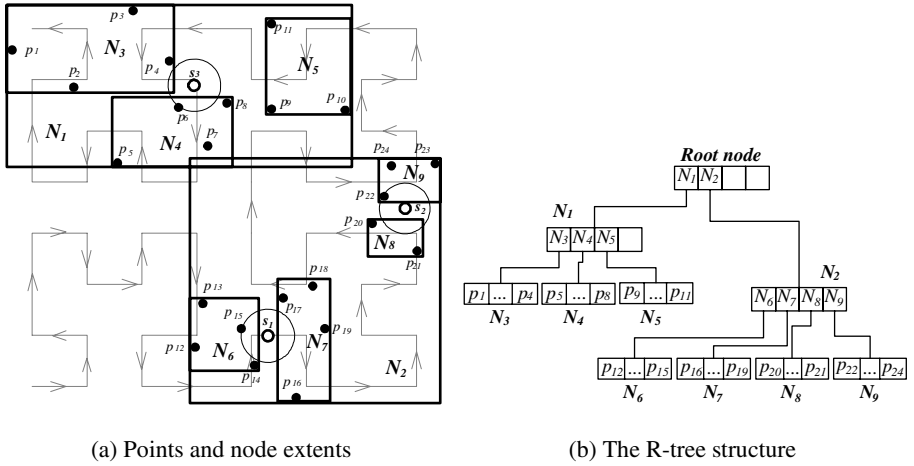 p3
p11
p1
N3
N5
p4
s3
p2
p9
p10
p6
p8
N1
N4
p7
p5
p24
p23
N9
p22
s2
p20
N8
p21
p18
p13
p17
p15
s1
p19
p12
N6
N7
p14
N2
p16
(a) Points and node extents
Root node
N1 N2
N1
N3 N4 N5
N2
p1 ... p4 p5 ... p8 p9 ... p11
N6 N7 N8 N9
N3 N4 N5
p12 ... p15 p16 ... p19 p20 ... p21 p22 ... p24
N6 N7 N8 N9
(b) The R-tree structure